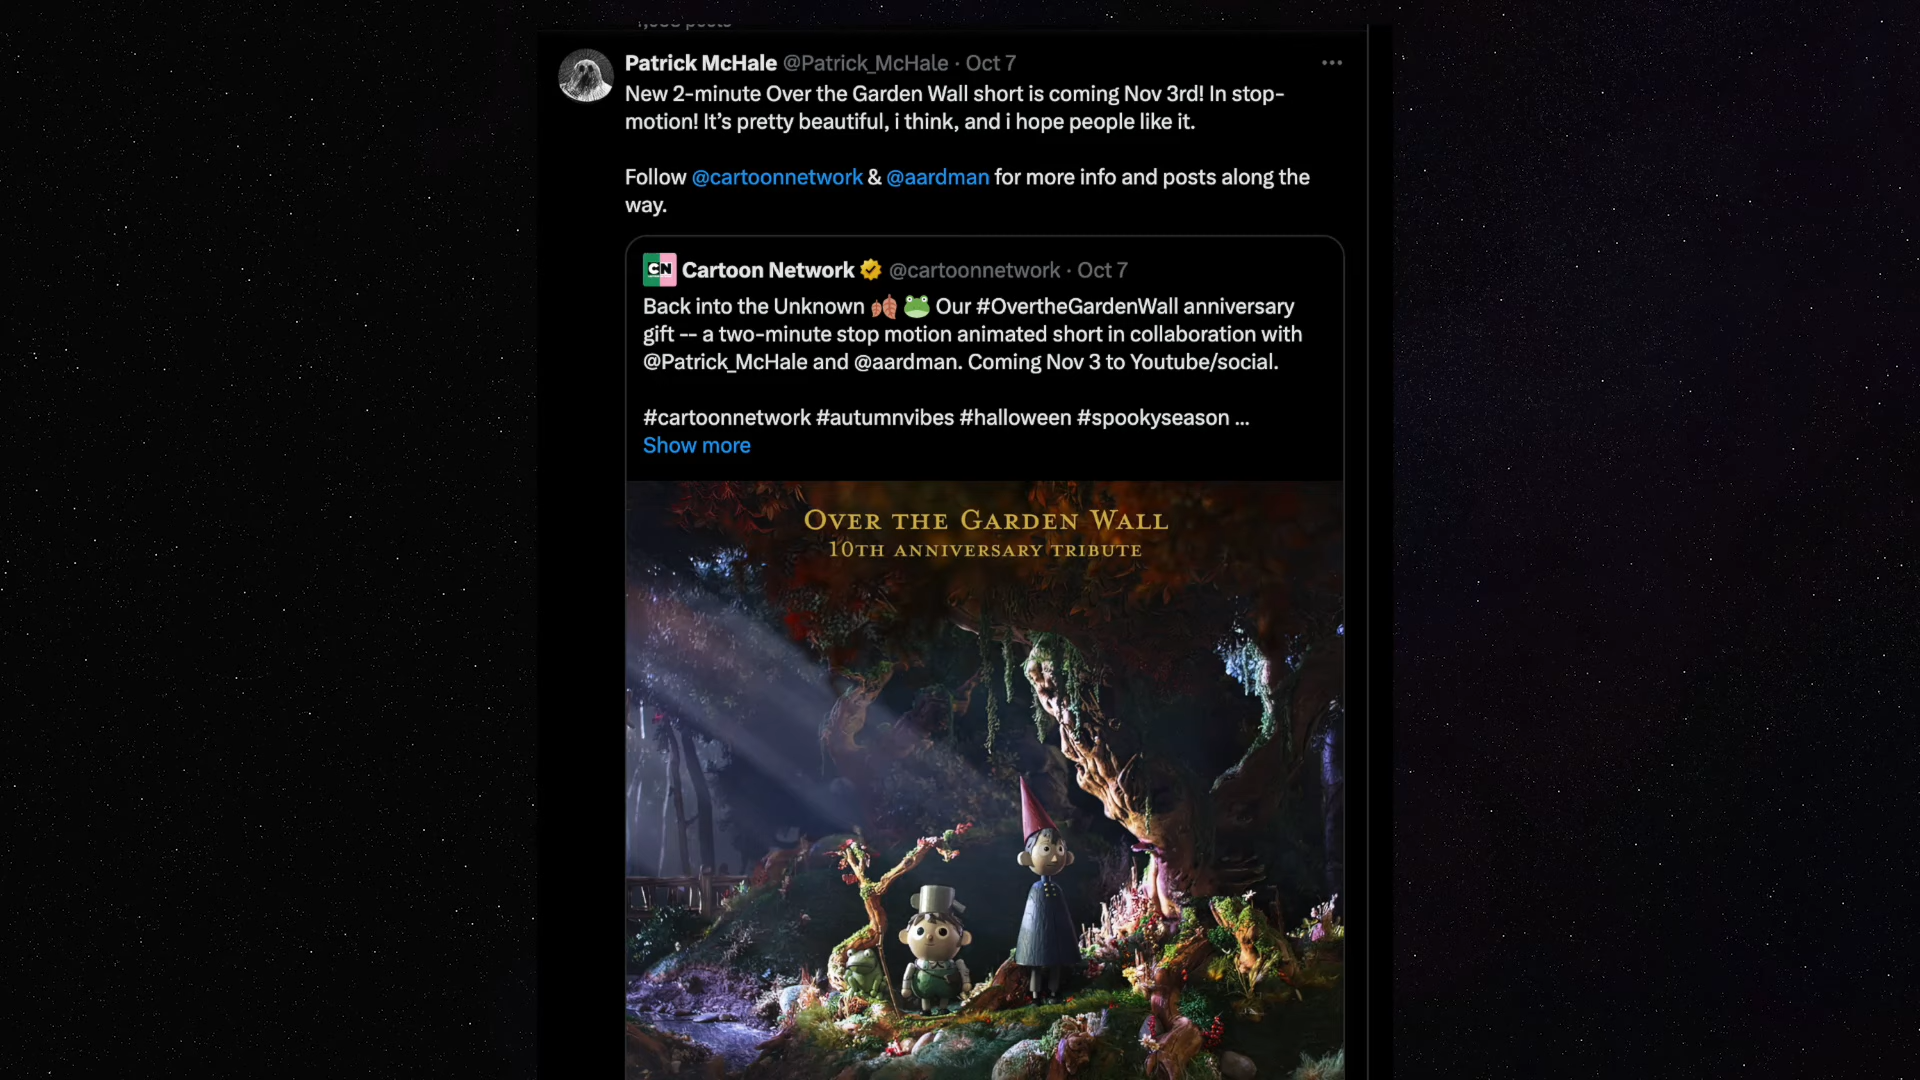 Patrick McHale @Patrick_McHale · Oct 7
New 2-minute Over the Garden Wall short is coming Nov 3rd! In stop-
motion! It’s pretty beautiful, i think, and i hope people like it.
Follow @cartoonnetwork & @aardman for more info and posts along the
way.
CN Cartoon Network @cartoonnetwork · Oct 7
Back into the Unknown 🍂 🐸 Our #OvertheGardenWall anniversary
gift -- a two-minute stop motion animated short in collaboration with
@Patrick_McHale and @aardman. Coming Nov 3 to Youtube/social.
#cartoonnetwork #autumnvibes #halloween #spookyseason ...
Show more
OVER THE GARDEN WALL
10TH ANNIVERSARY TRIBUTE